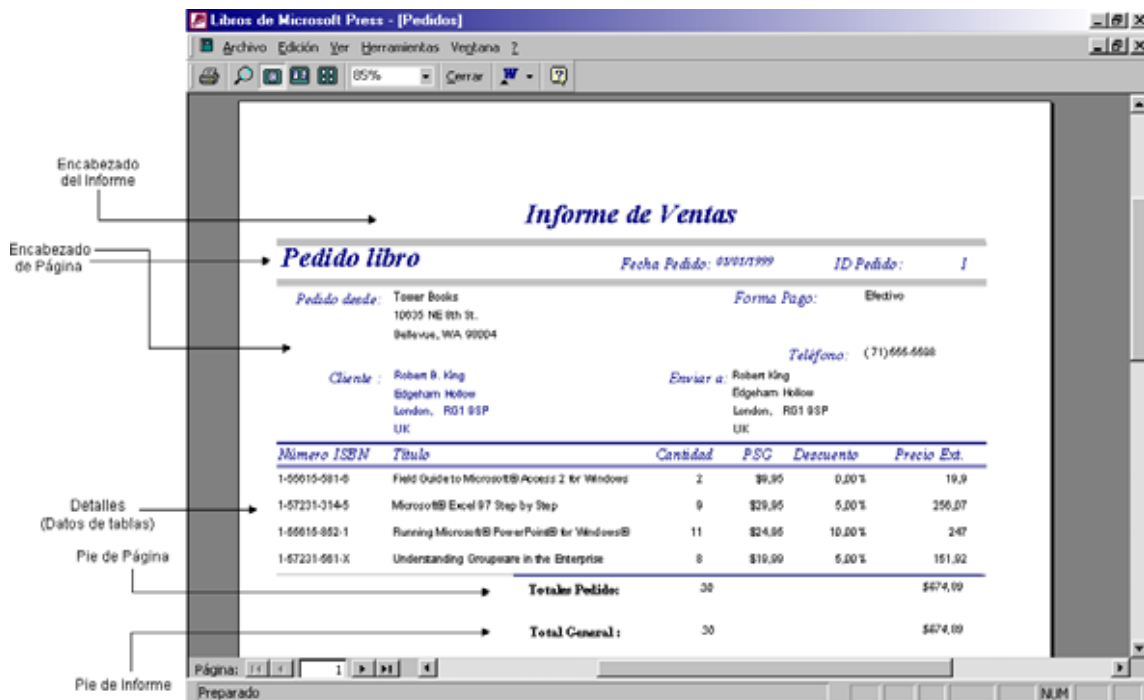 Libros de Microsoft Press - [Pedidos]
Archivo Edición Ver Herramientas Ventana ?
85% Cerrar
Encabezado
del Informe
Informe de Ventas
Encabezado
de Página
Pedido libro Fecha Pedido: 01/01/1999 ID Pedido: 1
Pedido desde: Tower Books Forma Pago: Efectivo
10635 NE 8th St.
Bellevue, WA 98004
Teléfono: (71) 555-5598
Cliente : Robert B. King Enviar a: Robert King
Edgeham Hollow Edgeham Hollow
London, RG1 9SP London, RG1 9SP
UK UK
Número ISBN Título Cantidad PSG Descuento Precio Ext.
1-55615-581-6 Field Guide to Microsoft® Access 2 for Windows 2 $9,95 0,00% 19,9
Detalles
(Datos de tablas)
1-57231-314-5 Microsoft® Excel 97 Step by Step 9 $29,95 5,00% 256,07
1-55615-852-1 Running Microsoft® PowerPoint® for Windows® 11 $24,95 10,00% 247
Pie de Página
1-57231-561-X Understanding Groupware in the Enterprise 8 $19,99 5,00% 151,92
Totales Pedido: 30 $674,89
Total General : 30 $674,89
Página: 1
Pie de Informe
Preparado NUM